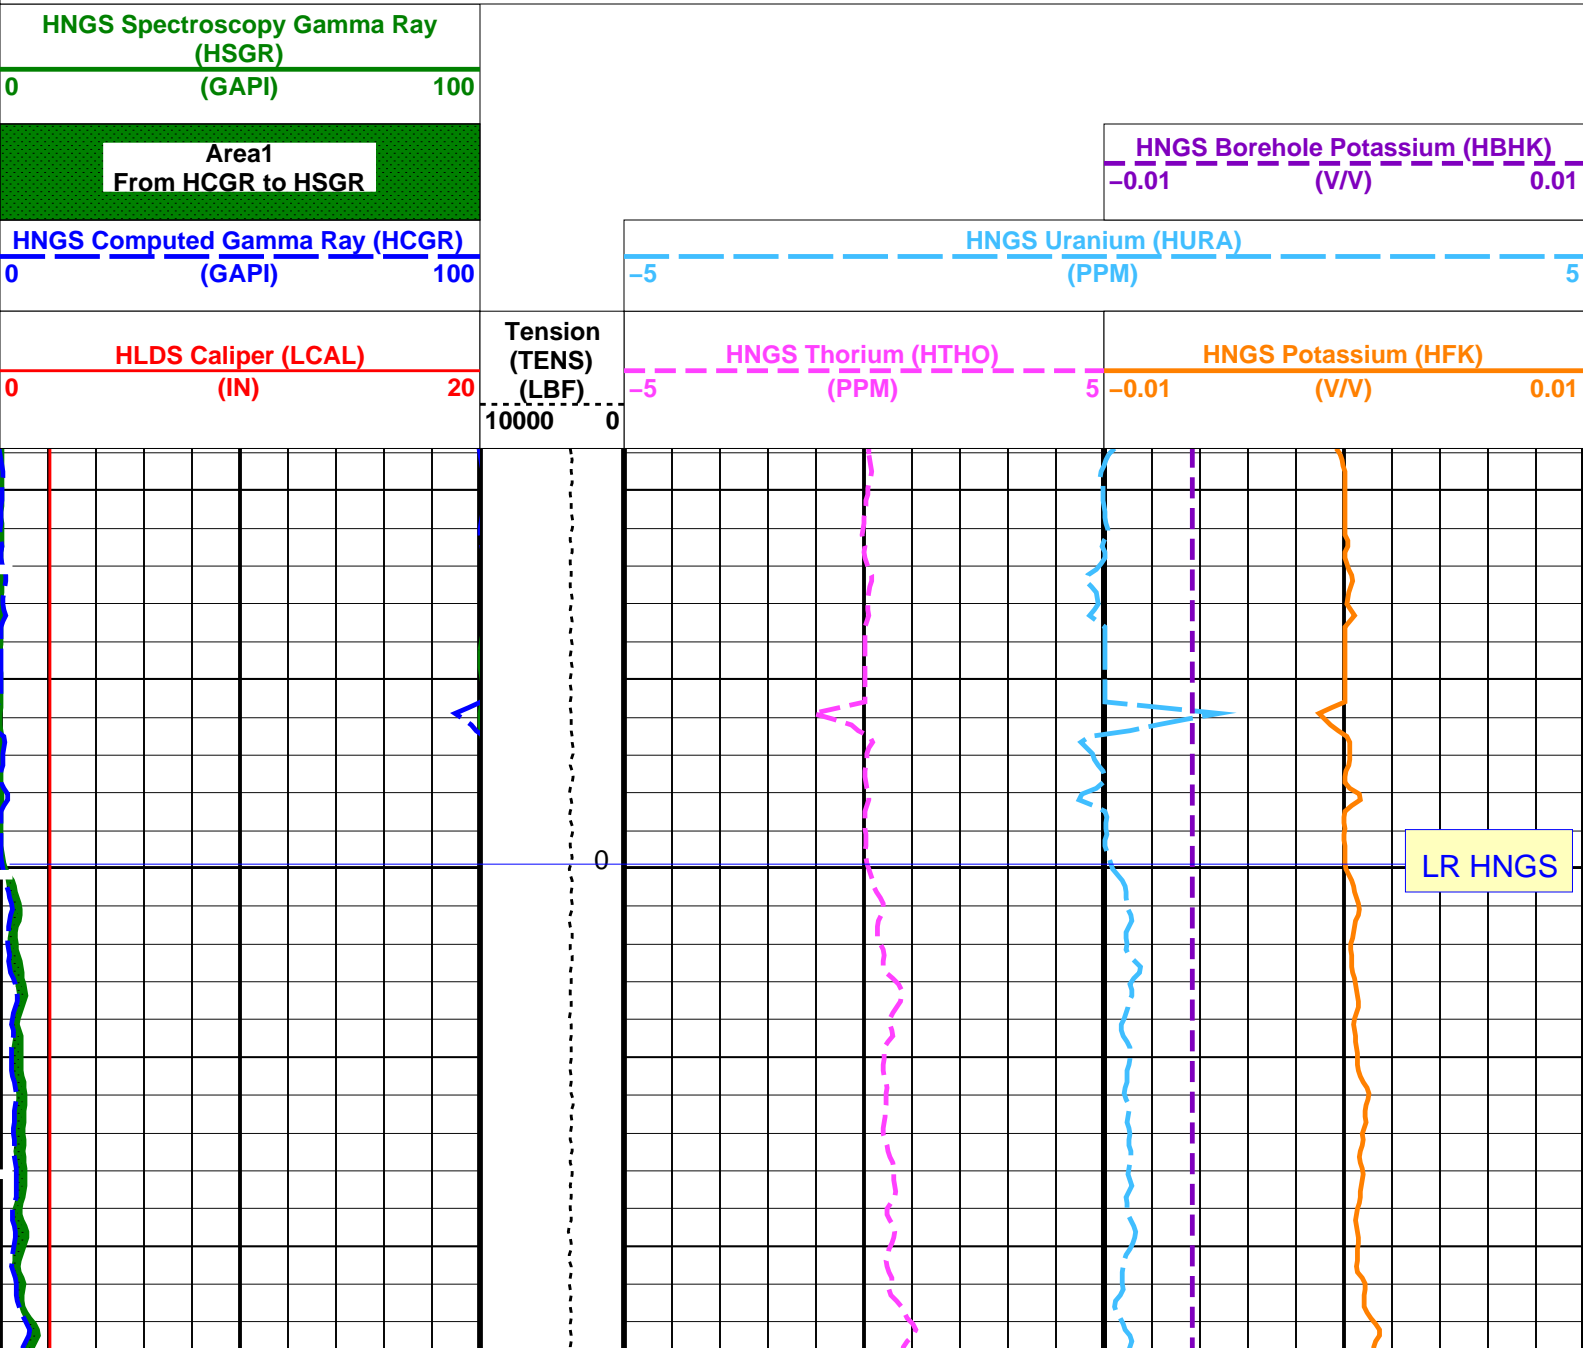 HNGS Spectroscopy Gamma Ray
(HSGR)
0 (GAPI) 100
Area1
From HCGR to HSGR
HNGS Borehole Potassium (HBHK)
−0.01 (V/V) 0.01
HNGS Computed Gamma Ray (HCGR)
0 (GAPI) 100
HNGS Uranium (HURA)
−5 (PPM) 5
HLDS Caliper (LCAL)
0 (IN) 20
Tension
(TENS)
(LBF)
10000 0
HNGS Thorium (HTHO)
−5 (PPM) 5
HNGS Potassium (HFK)
−0.01 (V/V) 0.01
0
LR HNGS